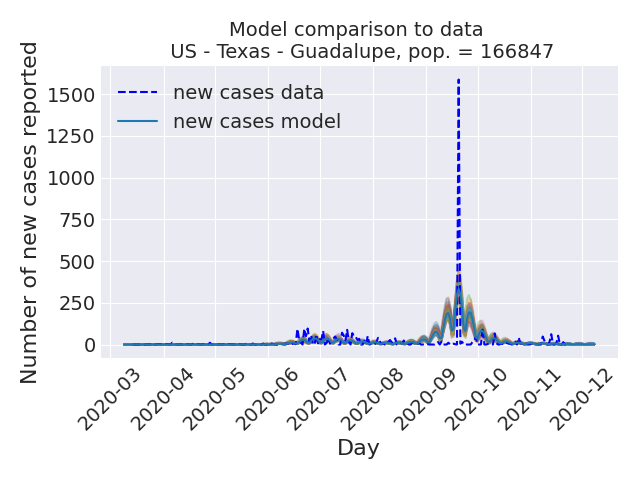 Model comparison to data
US - Texas - Guadalupe, pop. = 166847
Number of new cases reported
1500
1250
1000
750
500
250
0
new cases data
new cases model
2020-03
2020-04
2020-05
2020-06
2020-07
2020-08
2020-09
2020-10
2020-11
2020-12
Day